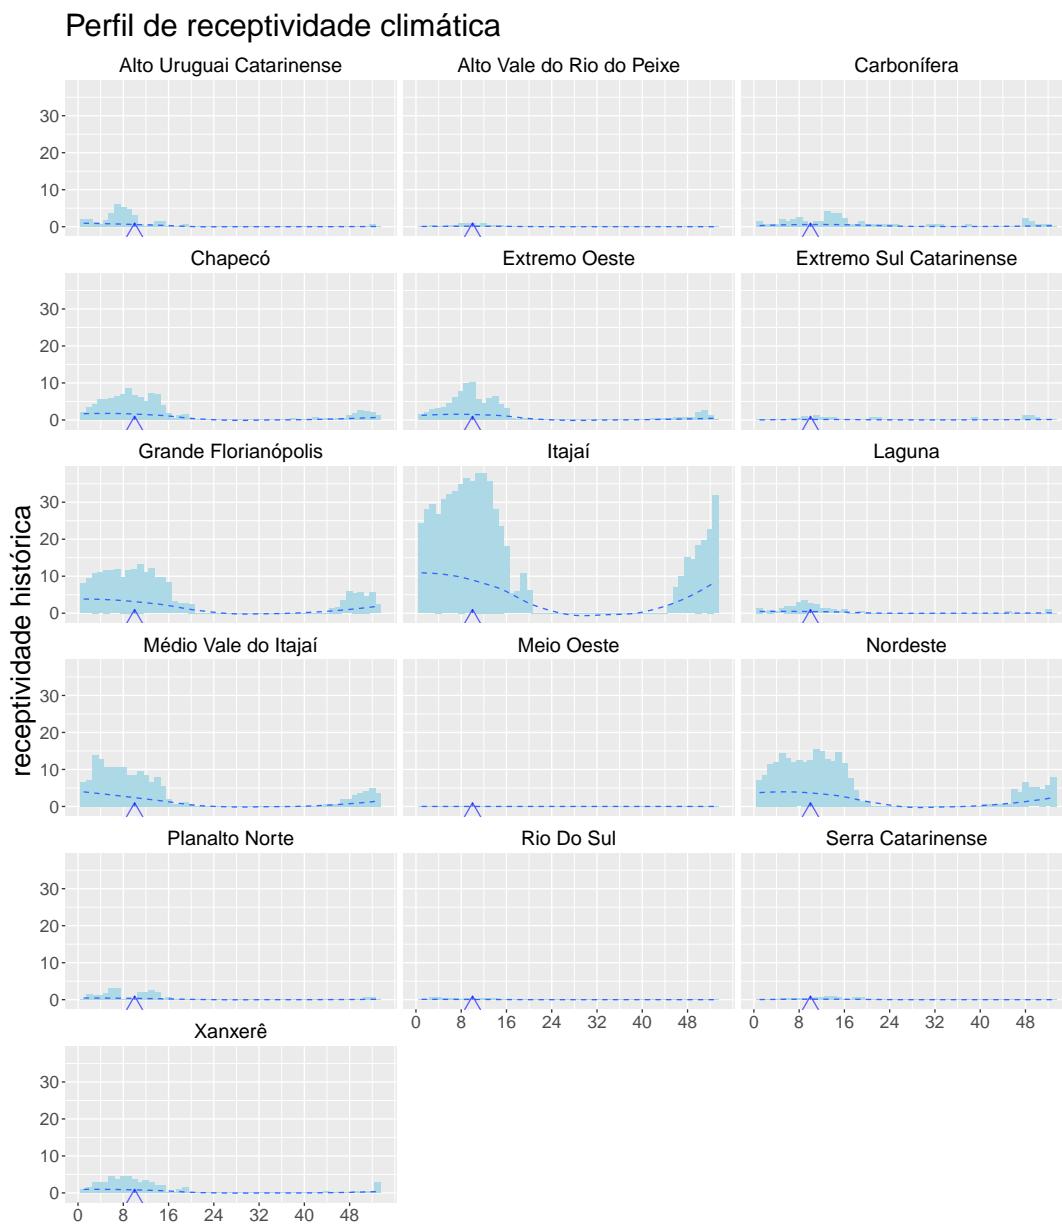 Perfil de receptividade climática
Alto Uruguai Catarinense
Alto Vale do Rio do Peixe
Carbonífera
30
20
10
0
Chapecó
Extremo Oeste
Extremo Sul Catarinense
30
20
10
0
Grande Florianópolis
Itajaí
Laguna
30
20
10
0
receptividade histórica
Médio Vale do Itajaí
Meio Oeste
Nordeste
30
20
10
0
Planalto Norte
Rio Do Sul
Serra Catarinense
30
20
10
0
0 8 16 24 32 40 48
0 8 16 24 32 40 48
Xanxerê
30
20
10
0
0 8 16 24 32 40 48